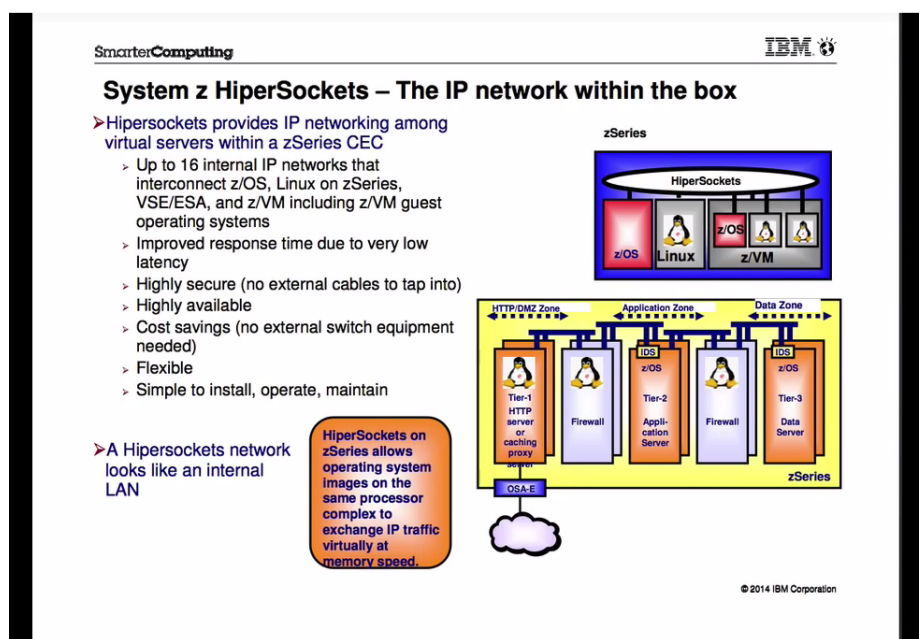 SmarterComputing
IBM
System z HiperSockets – The IP network within the box
Hipersockets provides IP networking among
virtual servers within a zSeries CEC
Up to 16 internal IP networks that
interconnect z/OS, Linux on zSeries,
VSE/ESA, and z/VM including z/VM guest
operating systems
Improved response time due to very low
latency
Highly secure (no external cables to tap into)
Highly available
Cost savings (no external switch equipment
needed)
Flexible
Simple to install, operate, maintain
A Hipersockets network
looks like an internal
LAN
HiperSockets on
zSeries allows
operating system
images on the
same processor
complex to
exchange IP traffic
virtually at
memory speed.
zSeries
HiperSockets
z/OS
Linux
z/OS
z/VM
HTTP/DMZ Zone
Application Zone
Data Zone
Tier-1
HTTP
server
or
caching
proxy
server
Firewall
IDS
z/OS
Tier-2
Appli-
cation
Server
Firewall
IDS
z/OS
Tier-3
Data
Server
zSeries
OSA-E
© 2014 IBM Corporation